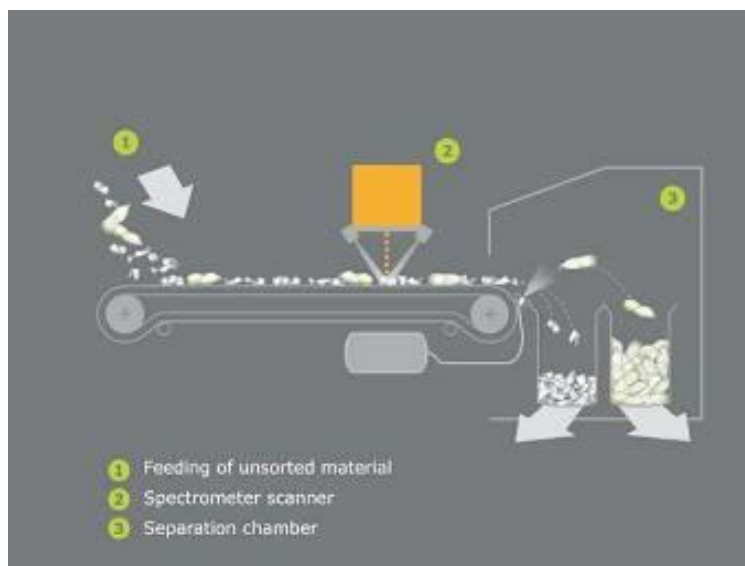 1
2
3
1 Feeding of unsorted material
2 Spectrometer scanner
3 Separation chamber